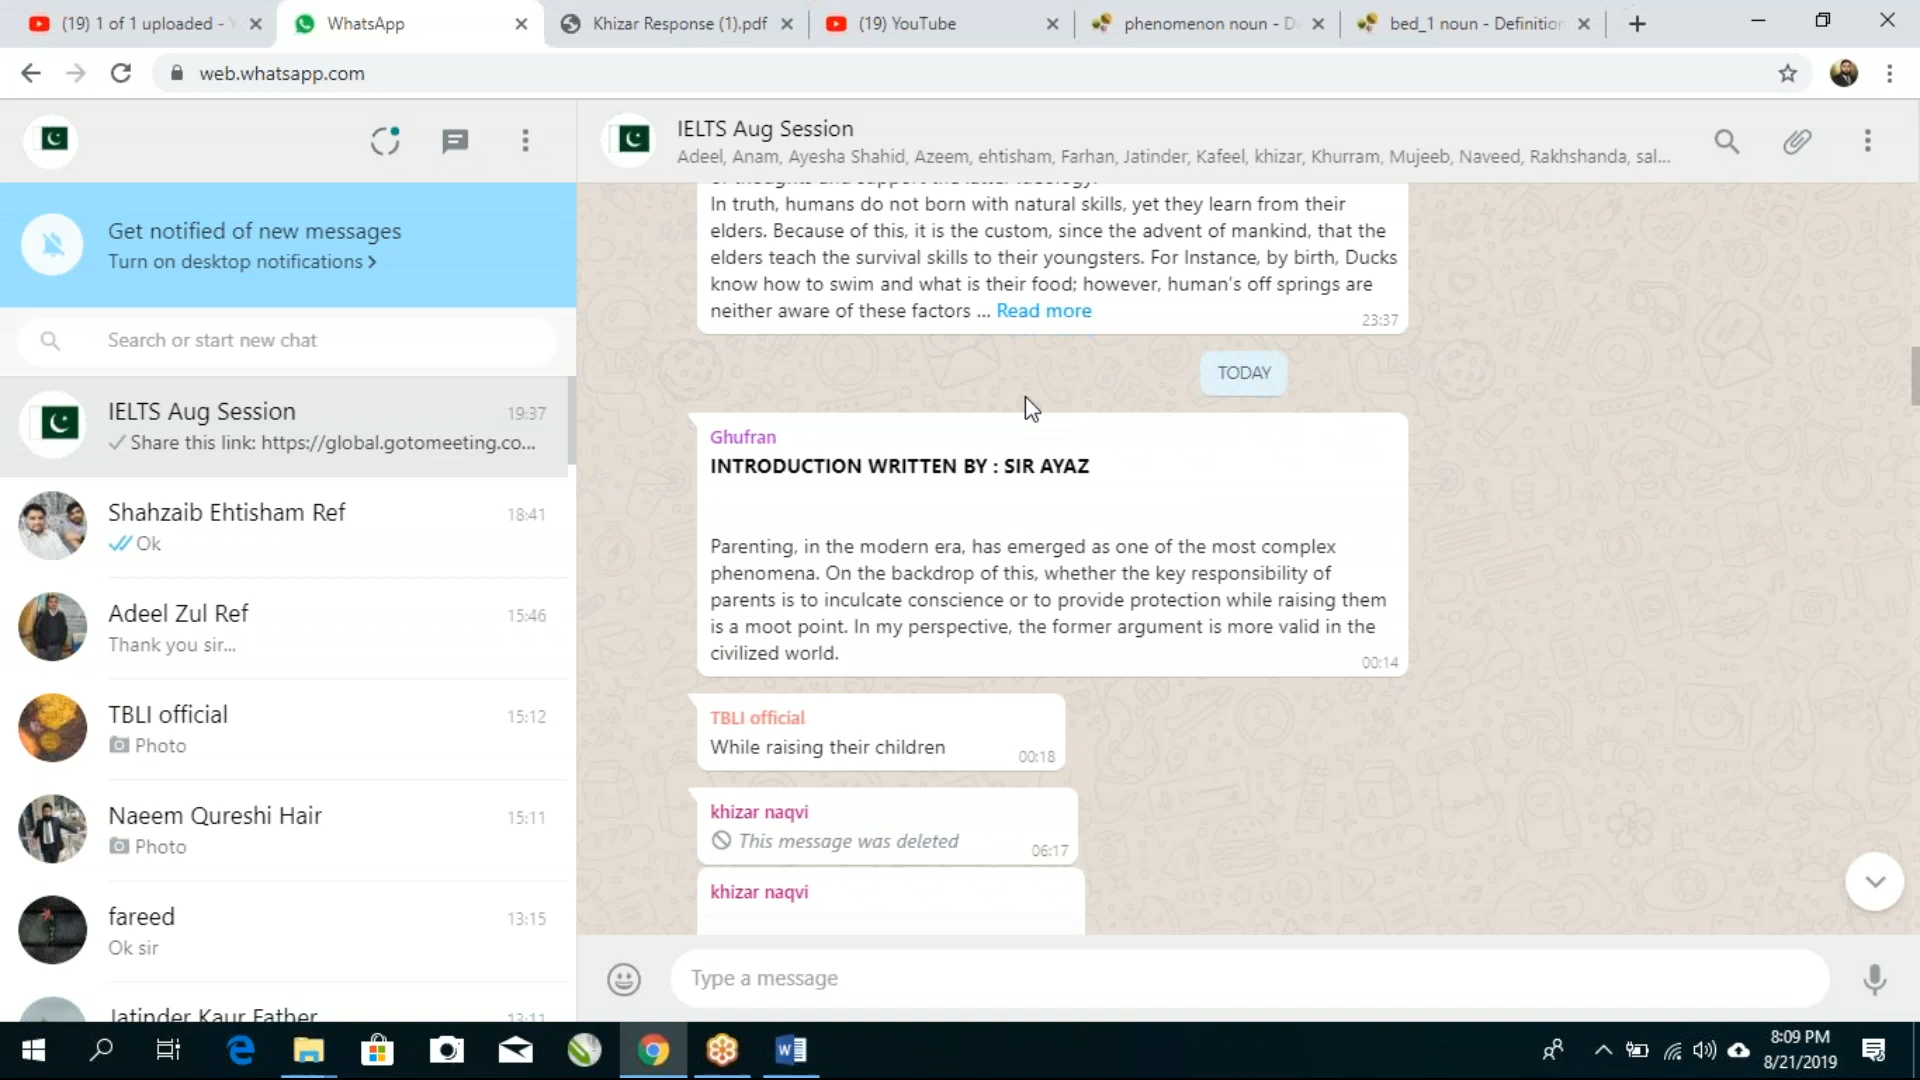 (19) 1 of 1 uploaded -
WhatsApp
Khizar Response (1).pdf
(19) YouTube
phenomenon noun - D
bed_1 noun - Definition
web.whatsapp.com
IELTS Aug Session
Adeel, Anam, Ayesha Shahid, Azeem, ehtisham, Farhan, Jatinder, Kafeel, khizar, Khurram, Mujeeb, Naveed, Rakhshanda, sal...
Get notified of new messages
Turn on desktop notifications >
Search or start new chat
IELTS Aug Session
19:37
Share this link: https://global.gotomeeting.co...
Shahzaib Ehtisham Ref
18:41
Ok
Adeel Zul Ref
15:46
Thank you sir...
TBLI official
15:12
Photo
Naeem Qureshi Hair
15:11
Photo
fareed
13:15
Ok sir
Jatinder Kaur Father
13:11
of thoughts and support the latter ideology.
In truth, humans do not born with natural skills, yet they learn from their
elders. Because of this, it is the custom, since the advent of mankind, that the
elders teach the survival skills to their youngsters. For Instance, by birth, Ducks
know how to swim and what is their food; however, human's off springs are
neither aware of these factors ... Read more
23:37
TODAY
Ghufran
INTRODUCTION WRITTEN BY : SIR AYAZ
Parenting, in the modern era, has emerged as one of the most complex
phenomena. On the backdrop of this, whether the key responsibility of
parents is to inculcate conscience or to provide protection while raising them
is a moot point. In my perspective, the former argument is more valid in the
civilized world.
00:14
TBLI official
While raising their children
00:18
khizar naqvi
This message was deleted
06:17
khizar naqvi
Type a message
8:09 PM
8/21/2019